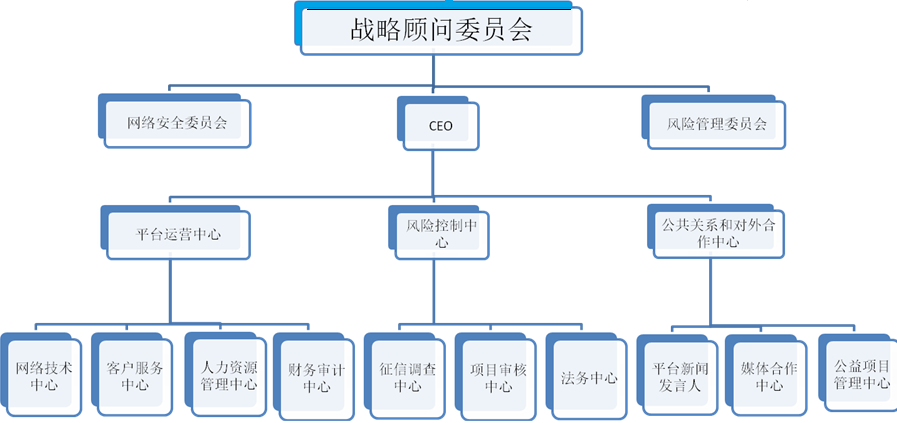 战略顾问委员会
网络安全委员会
CEO
风险管理委员会
平台运营中心
风险控制中
心
公共关系和对外合
作中心
网络技术
中心
客户服务
中心
人力资源
管理中心
财务审计
中心
征信调查
中心
项目审核
中心
法务中心
平台新闻
发言人
媒体合作
中心
公益项目
管理中心